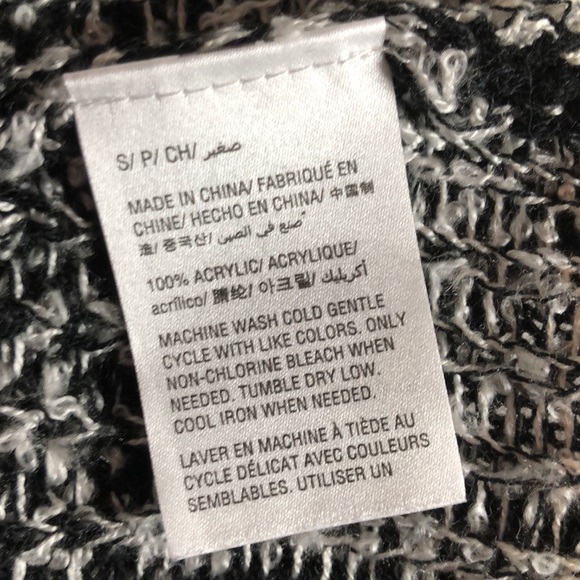 S/ P/ CH/ صغير
MADE IN CHINA/ FABRIQUÉ EN
CHINE/ HECHO EN CHINA/ 中国制
造/ 중국산/ صنع في الصين
100% ACRYLIC/ ACRYLIQUE/
acrílico/ 腈纶/ 아크릴/ أكريليك
MACHINE WASH COLD GENTLE
CYCLE WITH LIKE COLORS. ONLY
NON-CHLORINE BLEACH WHEN
NEEDED. TUMBLE DRY LOW.
COOL IRON WHEN NEEDED.
LAVER EN MACHINE À TIÈDE AU
CYCLE DÉLICAT AVEC COULEURS
SEMBLABLES. UTILISER UN